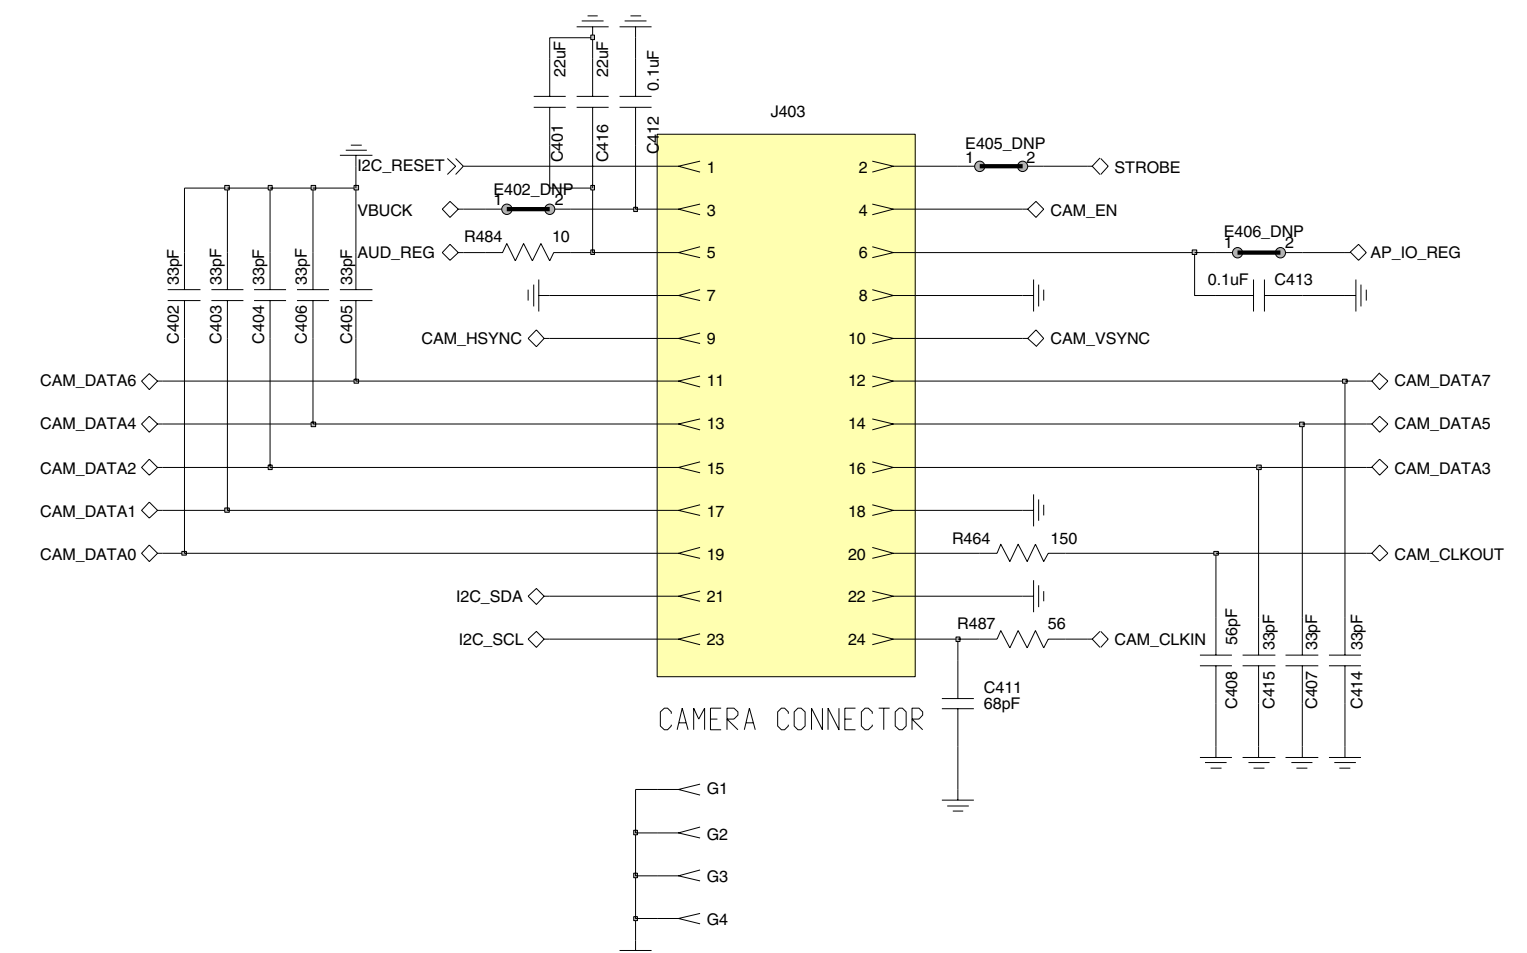 22uF
22uF
0.1uF
C401
C416
C412
J403
I2C_RESET
1
2
E405_DNP
1
2
STROBE
VBUCK
E402_DNP
1
2
3
4
CAM_EN
AUD_REG
R484
10
5
6
E406_DNP
1
2
AP_IO_REG
33pF
33pF
33pF
33pF
33pF
C402
C403
C404
C406
C405
7
8
0.1uF
C413
CAM_HSYNC
9
10
CAM_VSYNC
CAM_DATA6
11
12
CAM_DATA7
CAM_DATA4
13
14
CAM_DATA5
CAM_DATA2
15
16
CAM_DATA3
CAM_DATA1
17
18
CAM_DATA0
19
20
R464
150
CAM_CLKOUT
I2C_SDA
21
22
I2C_SCL
23
24
R487
56
CAM_CLKIN
56pF
33pF
33pF
33pF
C408
C415
C407
C414
C411
68pF
CAMERA CONNECTOR
G1
G2
G3
G4